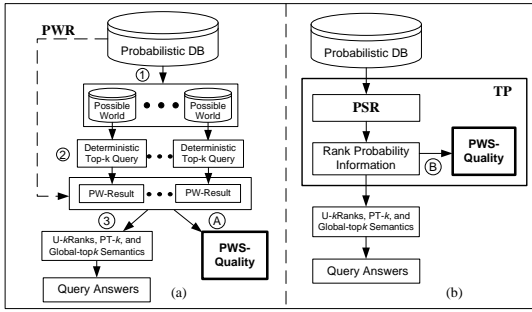 PWR
Probabilistic DB
①
Possible
World
Possible
World
②
Deterministic
Top-k Query
Deterministic
Top-k Query
PW-Result
PW-Result
③
Ⓐ
U-kRanks, PT-k, and
Global-topk Semantics
PWS-
Quality
Query Answers
(a)
Probabilistic DB
TP
PSR
Rank Probability
Information
Ⓑ
PWS-
Quality
U-kRanks, PT-k, and
Global-topk Semantics
Query Answers
(b)